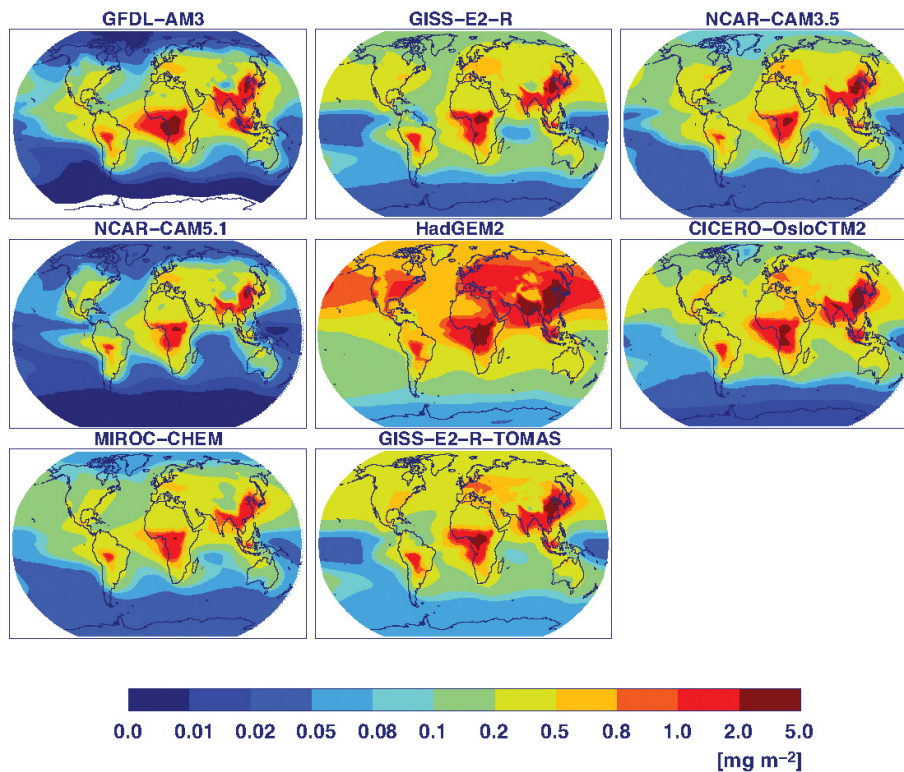 GFDL–AM3 GISS–E2–R NCAR–CAM3.5
NCAR–CAM5.1 HadGEM2 CICERO–OsloCTM2
MIROC–CHEM GISS–E2–R–TOMAS
0.0 0.01 0.02 0.05 0.08 0.1 0.2 0.5 0.8 1.0 2.0 5.0
[mg m⁻²]